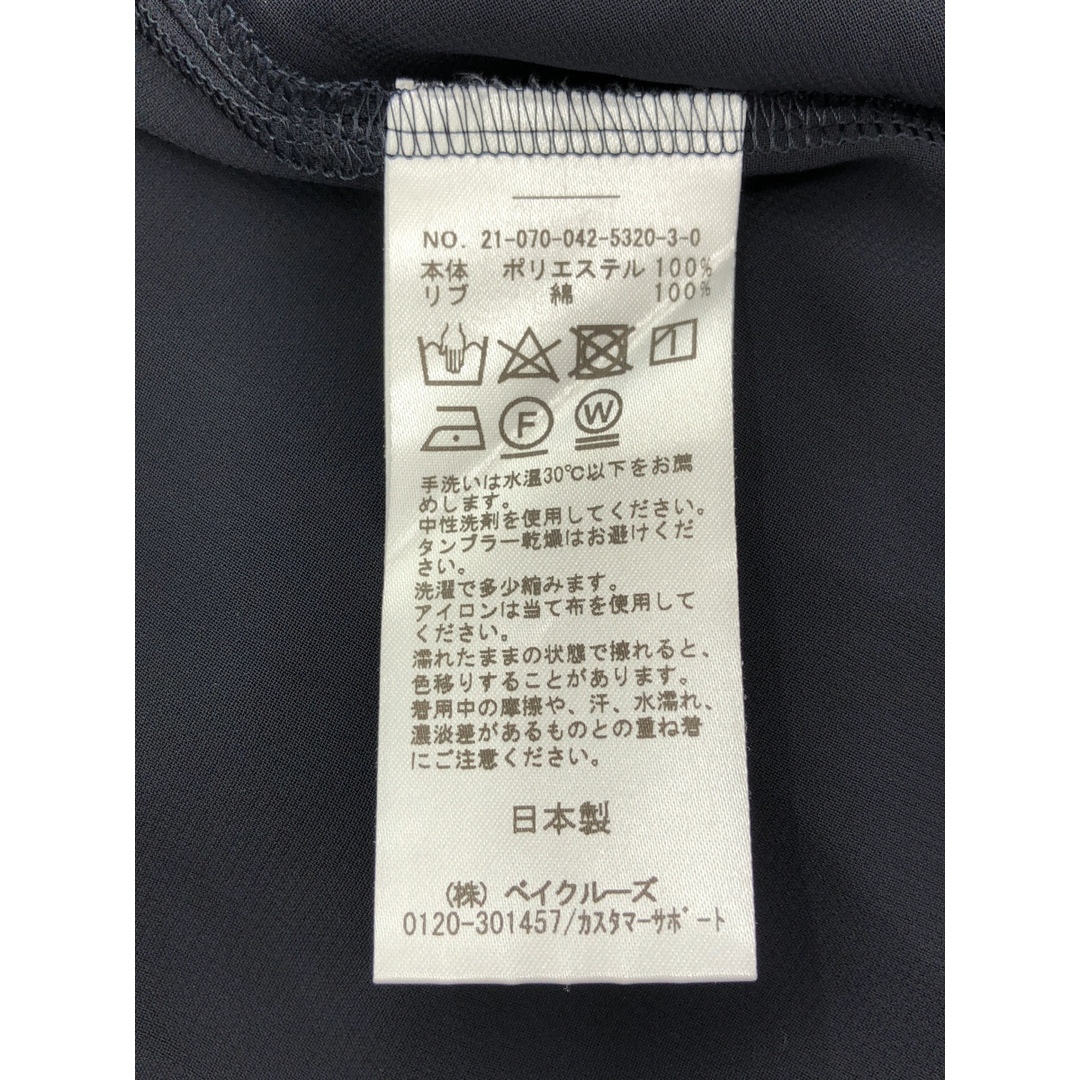 NO. 21-070-042-5320-3-0
本体 ポリエステル 100%
リブ 綿 100%
F W
手洗いは水温30℃以下をお薦
めします。
中性洗剤を使用してください。
タンブラー乾燥はお避けくだ
さい。
洗濯で多少縮みます。
アイロンは当て布を使用して
ください。
濡れたままの状態で擦れると、
色移りすることがあります。
着用中の摩擦や、汗、水濡れ、
濃淡差があるものとの重ね着
にご注意ください。
日本製
(株) ベイクルーズ
0120-301457/ｶｽﾀﾏｰｻﾎﾟｰﾄ